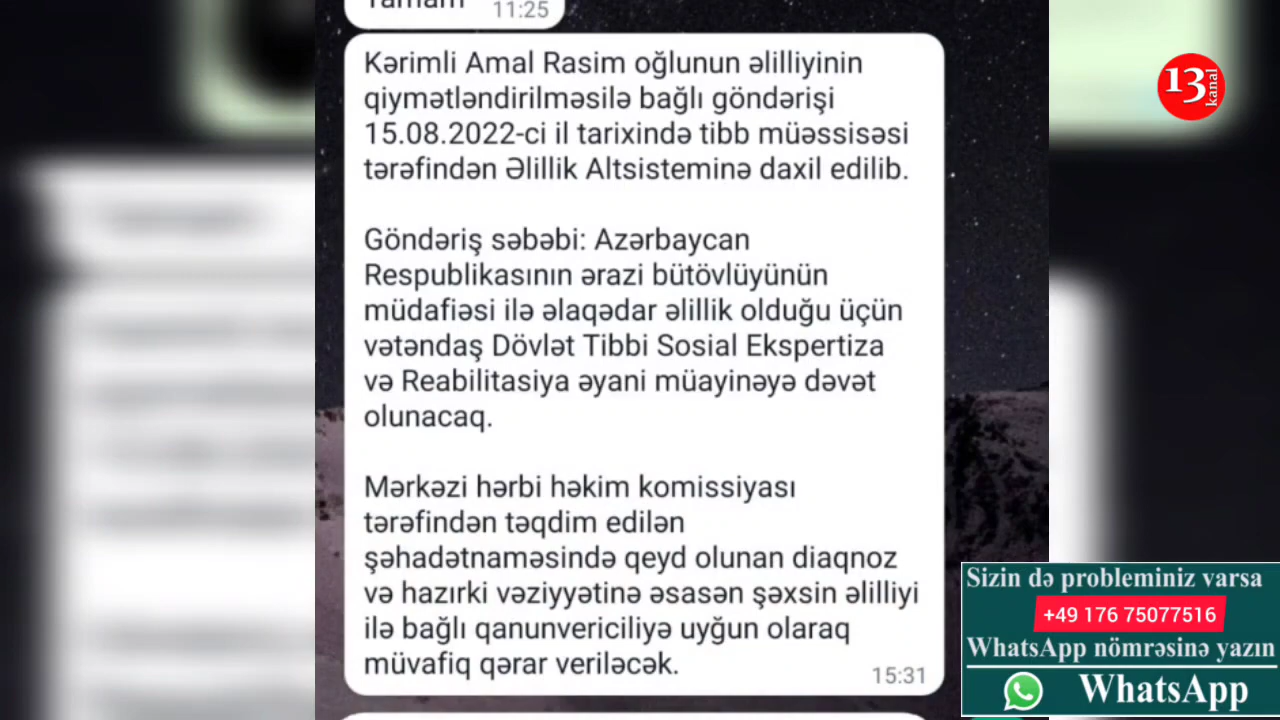 Tamam 11:25
Kərimli Amal Rasim oğlunun əlilliyinin
qiymətləndirilməsilə bağlı göndərişi
15.08.2022-ci il tarixində tibb müəssisəsi
tərəfindən Əlillik Altsisteminə daxil edilib.
Göndəriş səbəbi: Azərbaycan
Respublikasının ərazi bütövlüyünün
müdafiəsi ilə əlaqədar əlillik olduğu üçün
vətəndaş Dövlət Tibbi Sosial Ekspertiza
və Reabilitasiya əyani müayinəyə dəvət
olunacaq.
Mərkəzi hərbi həkim komissiyası
tərəfindən təqdim edilən
şəhadətnaməsində qeyd olunan diaqnoz
və hazırki vəziyyətinə əsasən şəxsin əlilliyi
ilə bağlı qanunvericiliyə uyğun olaraq
müvafiq qərar veriləcək.
15:31
13 kanal
Sizin də probleminiz varsa
+49 176 75077516
WhatsApp nömrəsinə yazın
WhatsApp